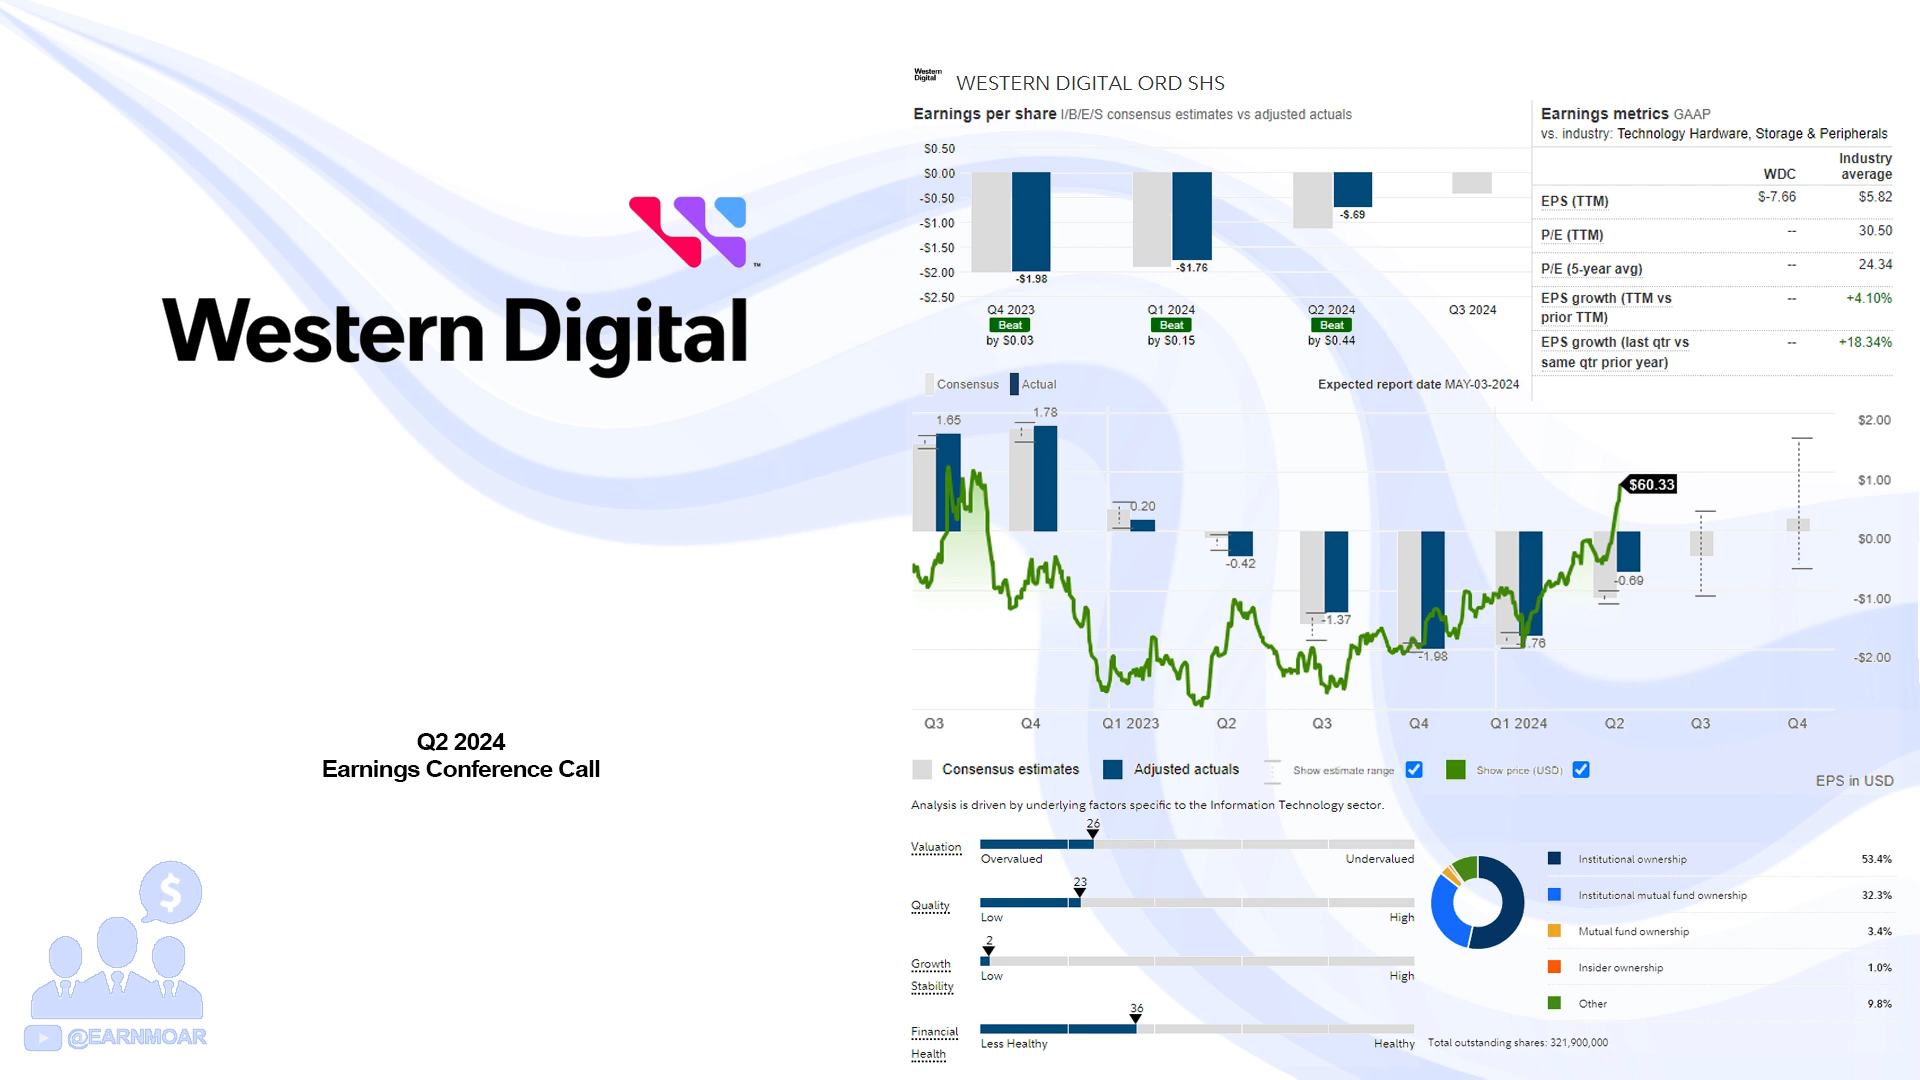 Western Digital
™
Western Digital
Q2 2024
Earnings Conference Call
$
@EARNMOAR
WESTERN DIGITAL ORD SHS
Earnings per share I/B/E/S consensus estimates vs adjusted actuals
$0.50
$0.00
-$0.50
-$1.00
-$1.50
-$2.00
-$2.50
-$1.98
-$1.76
-$.69
Q4 2023
Q1 2024
Q2 2024
Q3 2024
Beat
Beat
Beat
by $0.03
by $0.15
by $0.44
Consensus
Actual
Expected report date MAY-03-2024
Earnings metrics GAAP
vs. industry: Technology Hardware, Storage & Peripherals
WDC
Industry
average
EPS (TTM)
$-7.66
$5.82
P/E (TTM)
--
30.50
P/E (5-year avg)
--
24.34
EPS growth (TTM vs
prior TTM)
--
+4.10%
EPS growth (last qtr vs
same qtr prior year)
--
+18.34%
1.65
1.78
0.20
-0.42
-1.37
-1.98
.76
-0.69
$60.33
$2.00
$1.00
$0.00
-$1.00
-$2.00
Q3
Q4
Q1 2023
Q2
Q3
Q4
Q1 2024
Q2
Q3
Q4
Consensus estimates
Adjusted actuals
Show estimate range
Show price (USD)
EPS in USD
Analysis is driven by underlying factors specific to the Information Technology sector.
Valuation
26
Overvalued
Undervalued
Quality
23
Low
High
Growth
Stability
2
Low
High
Financial
Health
36
Less Healthy
Healthy
Institutional ownership 53.4%
Institutional mutual fund ownership 32.3%
Mutual fund ownership 3.4%
Insider ownership 1.0%
Other 9.8%
Total outstanding shares: 321,900,000